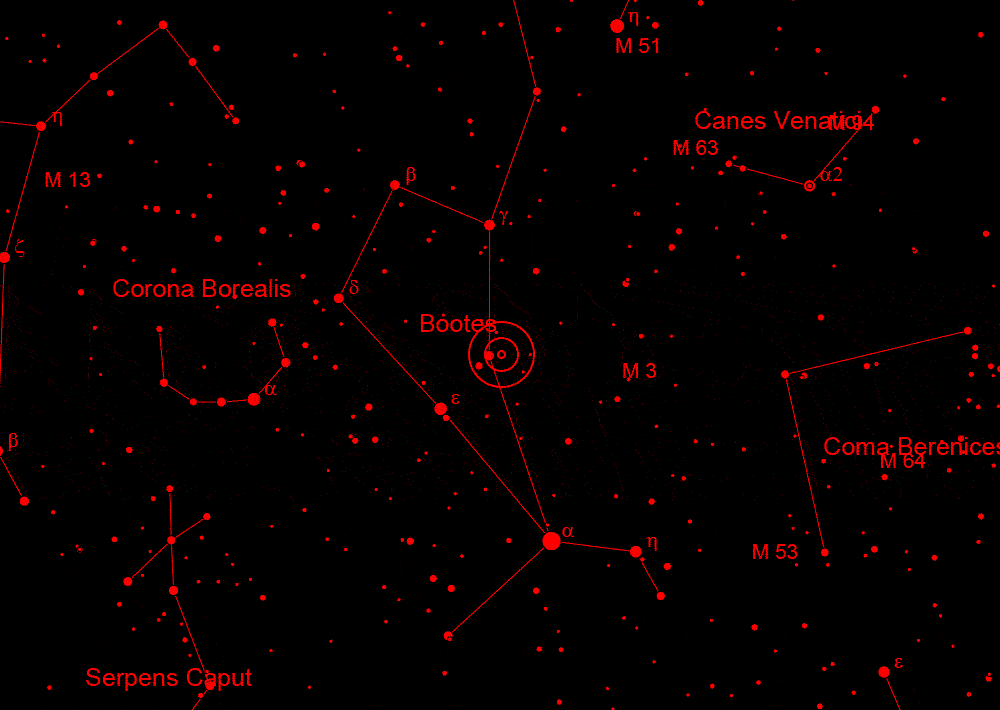 η
M 51
Canes Venatici
M 94
η
M 63
M 13
β
α2
γ
ζ
Corona Borealis
δ
Bootes
M 3
α
ε
β
Coma Berenices
M 64
α
η
M 53
ε
Serpens Caput